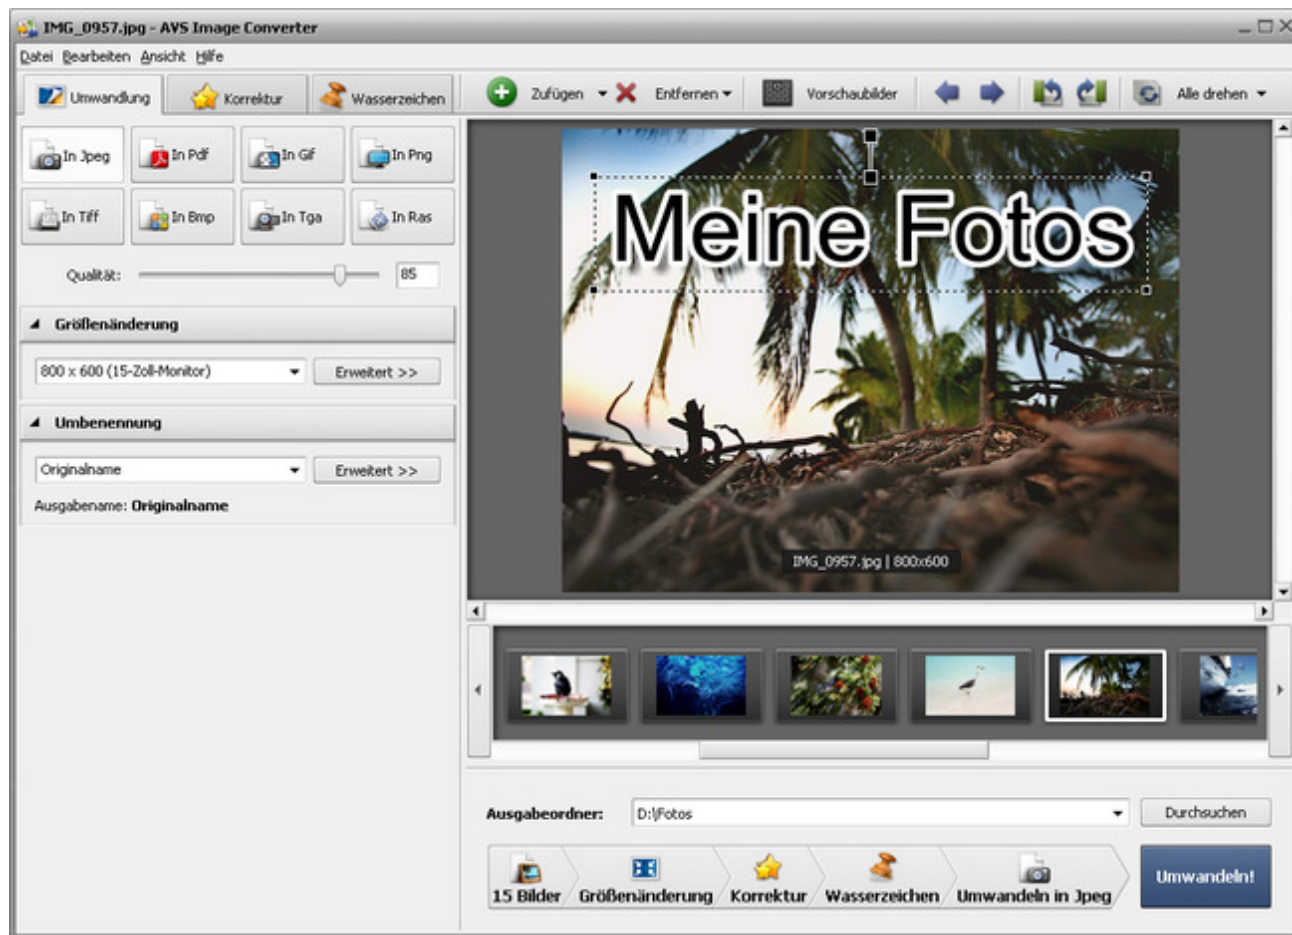 IMG_0957.jpg - AVS Image Converter
Datei Bearbeiten Ansicht Hilfe
Umwandlung Korrektur Wasserzeichen
Zufügen Entfernen Vorschaubilder Alle drehen
In Jpeg In Pdf In Gif In Png
In Tiff In Bmp In Tga In Ras
Qualität: 85
Größenänderung
800 x 600 (15-Zoll-Monitor) Erweitert >>
Umbenennung
Originalname Erweitert >>
Ausgabename: Originalname
Meine Fotos
IMG_0957.jpg | 800x600
Ausgabeordner: D:\Fotos Durchsuchen
15 Bilder Größenänderung Korrektur Wasserzeichen Umwandeln in Jpeg Umwandeln!